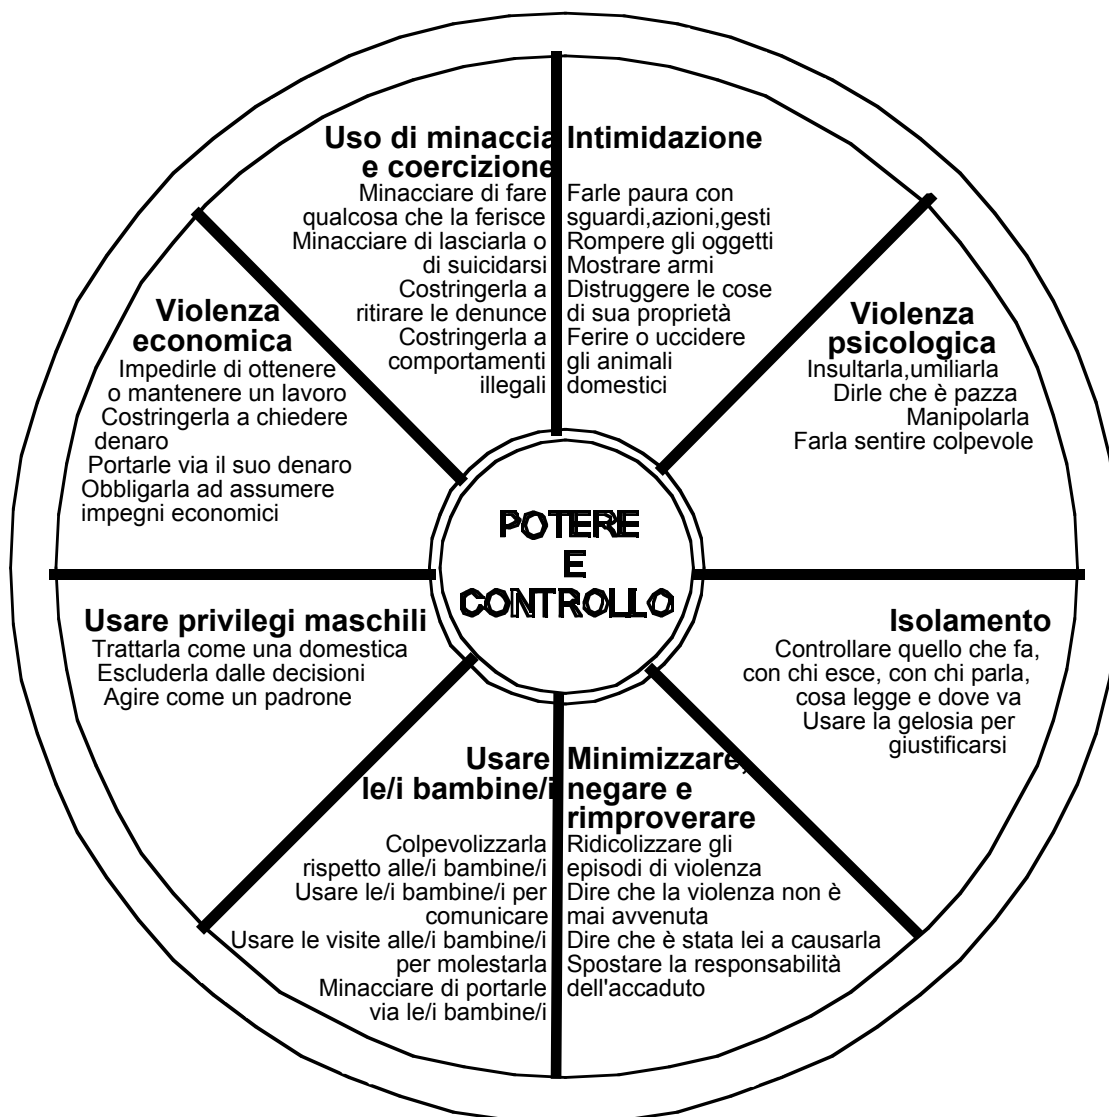 Uso di minaccia
e coercizione
Minacciare di fare
qualcosa che la ferisce
Minacciare di lasciarla o
di suicidarsi
Costringerla a
ritirare le denunce
Costringerla a
comportamenti
illegali
Intimidazione
Farle paura con
sguardi,azioni,gesti
Rompere gli oggetti
Mostrare armi
Distruggere le cose
di sua proprietà
Ferire o uccidere
gli animali
domestici
Violenza
psicologica
Insultarla,umiliarla
Dirle che è pazza
Manipolarla
Farla sentire colpevole
Isolamento
Controllare quello che fa,
con chi esce, con chi parla,
cosa legge e dove va
Usare la gelosia per
giustificarsi
Minimizzare,
negare e
rimproverare
Ridicolizzare gli
episodi di violenza
Dire che la violenza non è
mai avvenuta
Dire che è stata lei a causarla
Spostare la responsabilità
dell'accaduto
Usare
le/i bambine/i
Colpevolizzarla
rispetto alle/i bambine/i
Usare le/i bambine/i per
comunicare
Usare le visite alle/i bambine/i
per molestarla
Minacciare di portarle
via le/i bambine/i
Usare privilegi maschili
Trattarla come una domestica
Escluderla dalle decisioni
Agire come un padrone
Violenza
economica
Impedirle di ottenere
o mantenere un lavoro
Costringerla a chiedere
denaro
Portarle via il suo denaro
Obbligarla ad assumere
impegni economici
POTERE
E
CONTROLLO